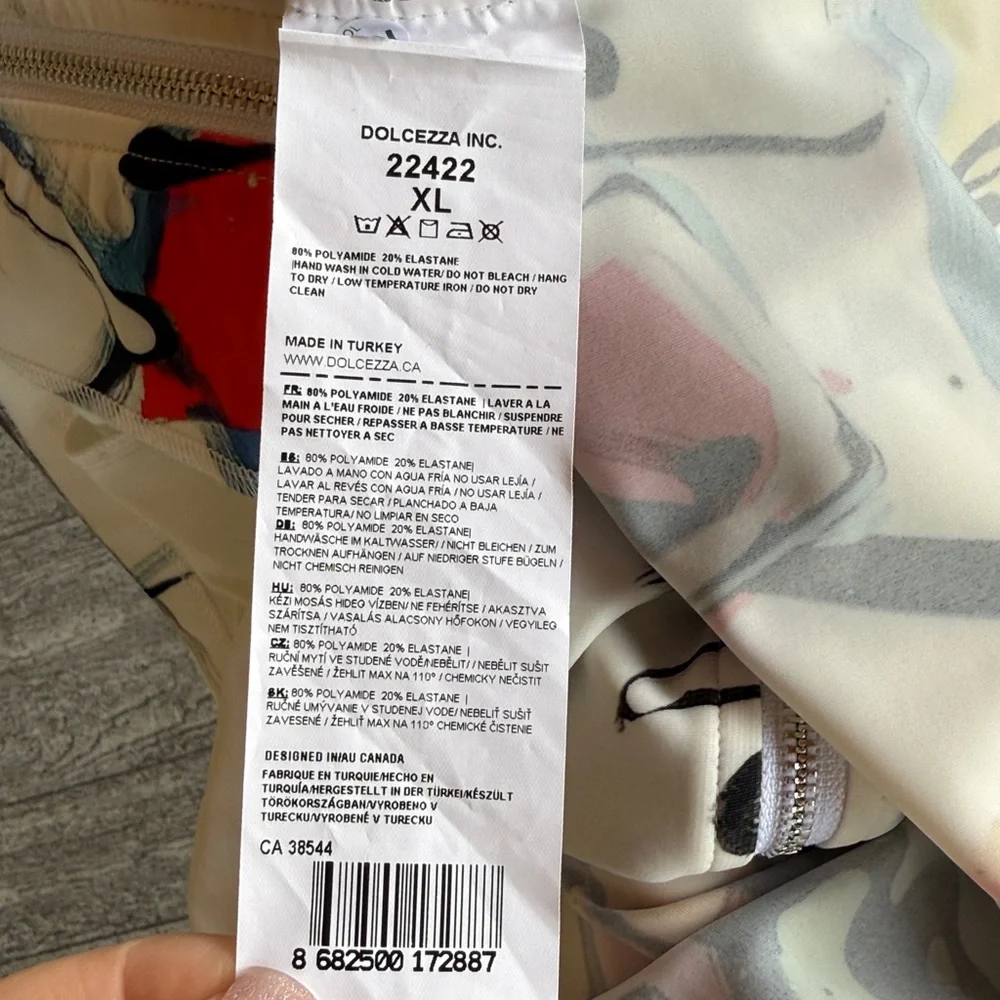 DOLCEZZA INC.
22422
XL
80% POLYAMIDE 20% ELASTANE
|HAND WASH IN COLD WATER/ DO NOT BLEACH / HANG
TO DRY / LOW TEMPERATURE IRON / DO NOT DRY
CLEAN
MADE IN TURKEY
WWW.DOLCEZZA.CA
FR: 80% POLYAMIDE 20% ELASTANE | LAVER A LA
MAIN A L'EAU FROIDE / NE PAS BLANCHIR / SUSPENDRE
POUR SECHER / REPASSER A BASSE TEMPERATURE / NE
PAS NETTOYER A SEC
ES: 80% POLYAMIDE 20% ELASTANE|
LAVADO A MANO CON AGUA FRÍA NO USAR LEJÍA /
LAVAR AL REVÉS CON AGUA FRÍA / NO USAR LEJÍA /
TENDER PARA SECAR / PLANCHADO A BAJA
TEMPERATURA/ NO LIMPIAR EN SECO
DE: 80% POLYAMIDE 20% ELASTANE|
HANDWÄSCHE IM KALTWASSER/ / NICHT BLEICHEN / ZUM
TROCKNEN AUFHÄNGEN / AUF NIEDRIGER STUFE BÜGELN /
NICHT CHEMISCH REINIGEN
HU: 80% POLYAMIDE 20% ELASTANE|
KÉZI MOSÁS HIDEG VÍZBEN/ NE FEHÉRÍTSE / AKASZTVA
SZÁRÍTSA / VASALÁS ALACSONY HŐFOKON / VEGYILEG
NEM TISZTÍTHATÓ
CZ: 80% POLYAMIDE 20% ELASTANE |
RUČNÍ MYTÍ VE STUDENÉ VODĚ/NEBĚLIT/ / NEBĚLIT SUŠIT
ZAVĚŠENÉ / ŽEHLIT MAX NA 110° / CHEMICKY NEČISTIT
SK: 80% POLYAMIDE 20% ELASTANE |
RUČNÉ UMÝVANIE V STUDENEJ VODE/ NEBELIŤ SUŠIŤ
ZAVESENÉ / ŽEHLIŤ MAX NA 110° CHEMICKÉ ČISTENIE
DESIGNED IN/AU CANADA
FABRIQUE EN TURQUIE/HECHO EN
TURQUÍA/HERGESTELLT IN DER TÜRKEI/KÉSZÜLT
TÖRÖKORSZÁGBAN/VYROBENO V
TURECKU/VYROBENÉ V TURECKU
CA 38544
8 682500 172887